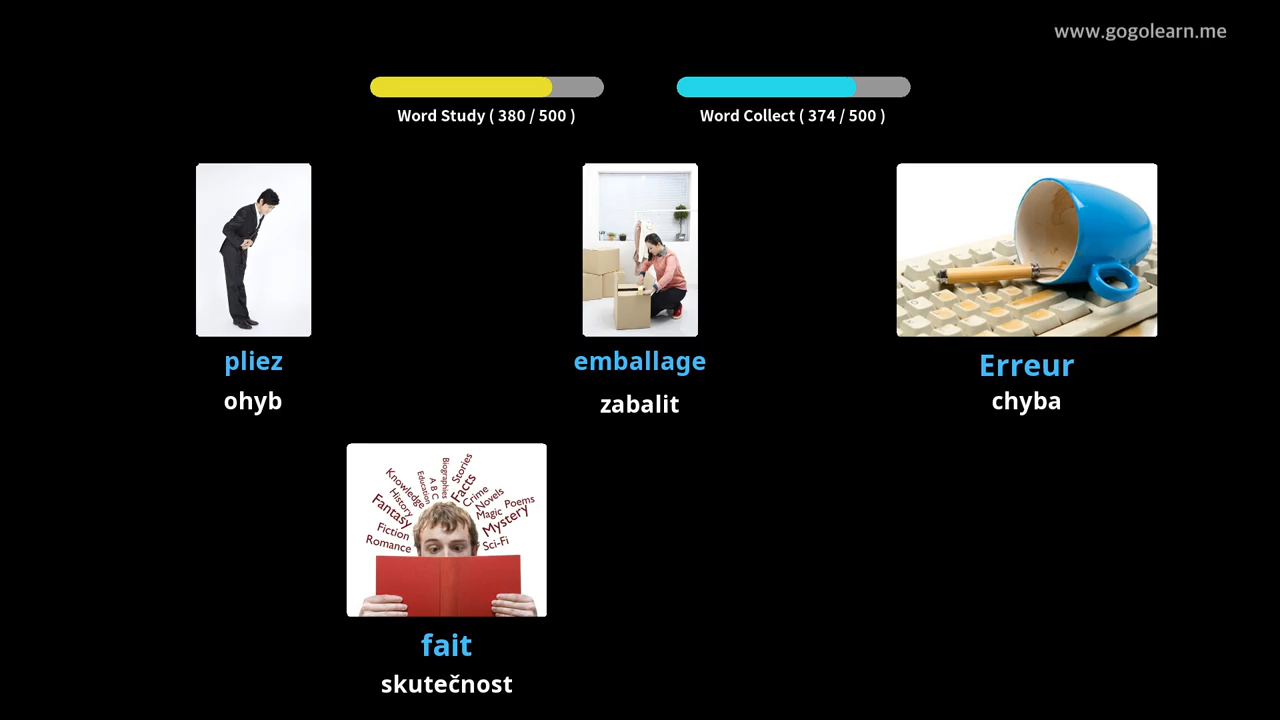 www.gogolearn.me
Word Study ( 380 / 500 )
Word Collect ( 374 / 500 )
pliez
ohyb
emballage
zabalit
Erreur
chyba
Knowledge
Education
A B C
Biographies
Stories
Facts
Crime
Novels
Poems
Magic
Mystery
Sci-Fi
History
Fantasy
Fiction
Romance
fait
skutečnost